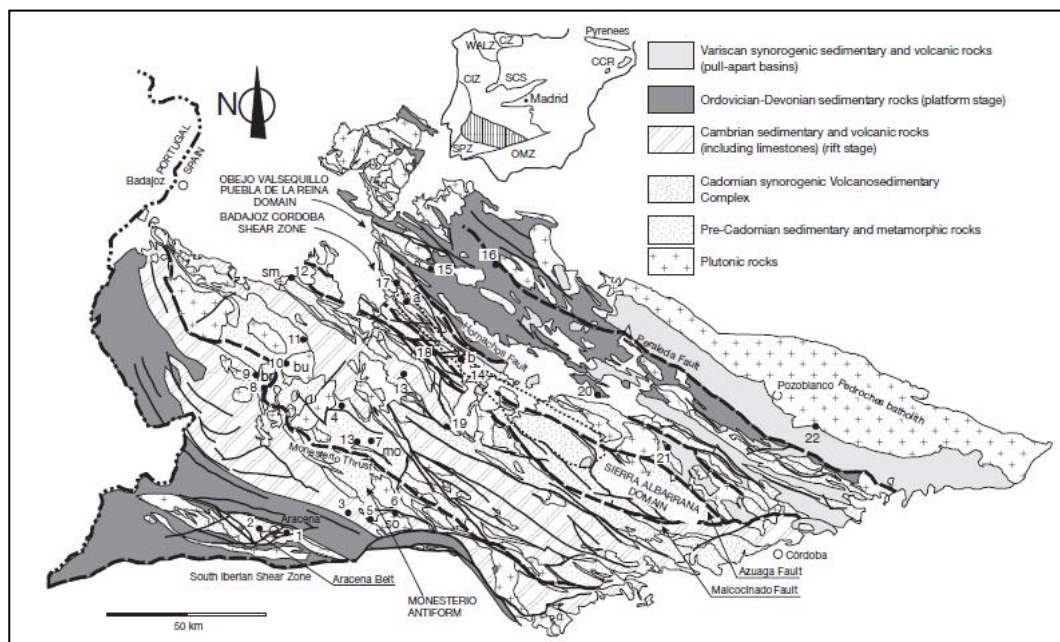 Pyrenees
WALZ
CZ
CCR
CIZ
SCS
Madrid
SPZ
OMZ
Variscan synorogenic sedimentary and volcanic rocks
(pull-apart basins)
Ordovician-Devonian sedimentary rocks (platform stage)
Cambrian sedimentary and volcanic rocks
(including limestones) (rift stage)
Cadomian synorogenic Volcanosedimentary
Complex
Pre-Cadomian sedimentary and metamorphic rocks
Plutonic rocks
N
PORTUGAL
SPAIN
Badajoz
OBEJO VALSEQUILLO
PUEBLA DE LA REINA
DOMAIN
BADAJOZ CORDOBA
SHEAR ZONE
sm
12
15
16
17
a
11
Hornachos Fault
Peraleda Fault
18
b
10
bu
9
br
8
13
14
20
Pozoblanco
Pedroches batholith
4
19
22
13
7
mo
Monesterio Thrust
21
SIERRA ALBARRANA
DOMAIN
3
6
5
so
2
Aracena
1
Córdoba
South Iberian Shear Zone
Aracena Belt
Azuaga Fault
Malcocinado Fault
MONESTERIO
ANTIFORM
50 km